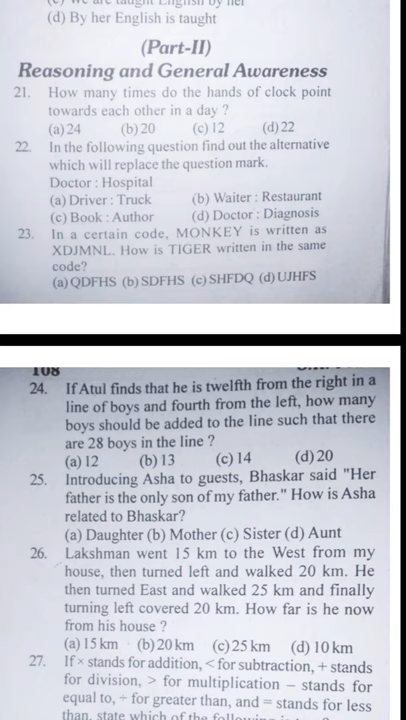 (d) By her English is taught
(Part-II)
Reasoning and General Awareness
21. How many times do the hands of clock point
towards each other in a day ?
(a) 24 (b) 20 (c) 12 (d) 22
22. In the following question find out the alternative
which will replace the question mark.
Doctor : Hospital
(a) Driver : Truck (b) Waiter : Restaurant
(c) Book : Author (d) Doctor : Diagnosis
23. In a certain code, MONKEY is written as
XDJMNL. How is TIGER written in the same
code?
(a) QDFHS (b) SDFHS (c) SHFDQ (d) UJHFS
108
24. If Atul finds that he is twelfth from the right in a
line of boys and fourth from the left, how many
boys should be added to the line such that there
are 28 boys in the line ?
(a) 12 (b) 13 (c) 14 (d) 20
25. Introducing Asha to guests, Bhaskar said "Her
father is the only son of my father." How is Asha
related to Bhaskar?
(a) Daughter (b) Mother (c) Sister (d) Aunt
26. Lakshman went 15 km to the West from my
house, then turned left and walked 20 km. He
then turned East and walked 25 km and finally
turning left covered 20 km. How far is he now
from his house ?
(a) 15 km (b) 20 km (c) 25 km (d) 10 km
27. If × stands for addition, < for subtraction, + stands
for division, > for multiplication – stands for
equal to, ÷ for greater than, and = stands for less
than, state which of the